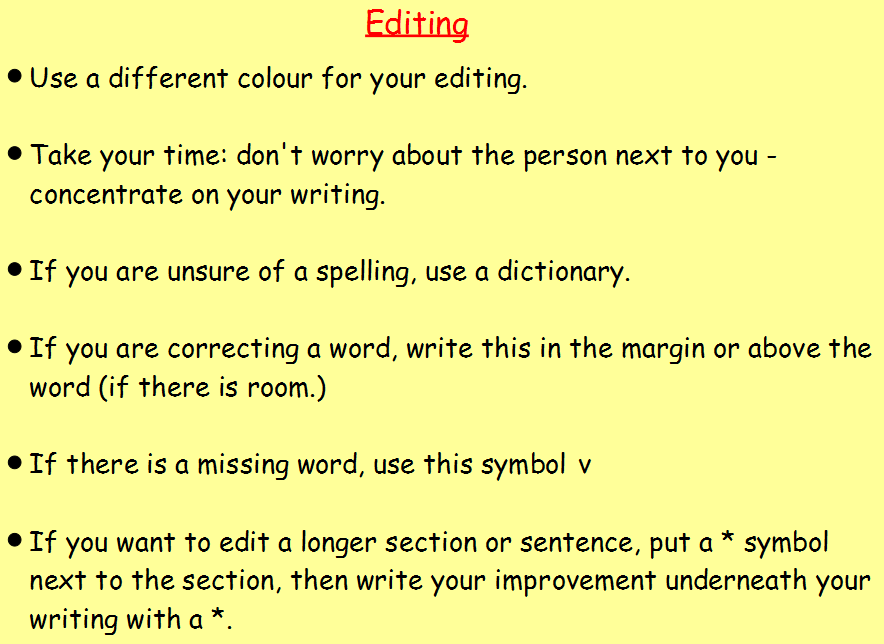 Editing
• Use a different colour for your editing.
• Take your time: don't worry about the person next to you -
concentrate on your writing.
• If you are unsure of a spelling, use a dictionary.
• If you are correcting a word, write this in the margin or above the
word (if there is room.)
• If there is a missing word, use this symbol v
• If you want to edit a longer section or sentence, put a * symbol
next to the section, then write your improvement underneath your
writing with a *.